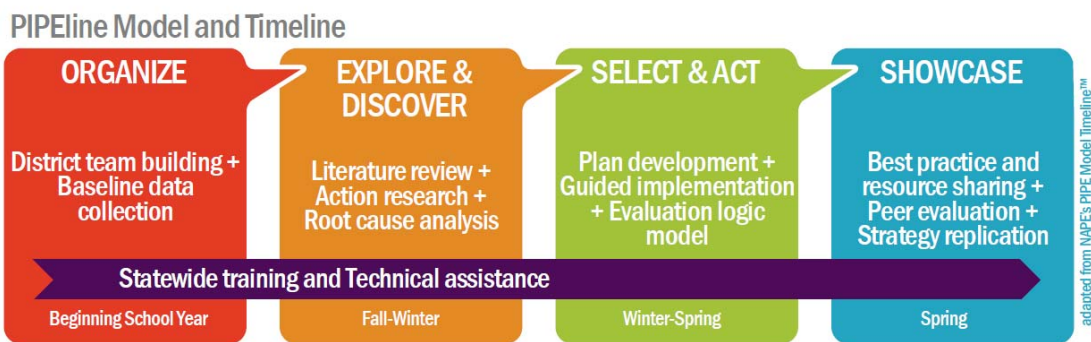 PIPEline Model and Timeline
ORGANIZE
District team building +
Baseline data
collection
EXPLORE &
DISCOVER
Literature review +
Action research +
Root cause analysis
SELECT & ACT
Plan development +
Guided implementation
+ Evaluation logic
model
SHOWCASE
Best practice and
resource sharing +
Peer evaluation +
Strategy replication
Statewide training and Technical assistance
Beginning School Year
Fall-Winter
Winter-Spring
Spring
adapted from NAPE's PIPE Model Timeline™